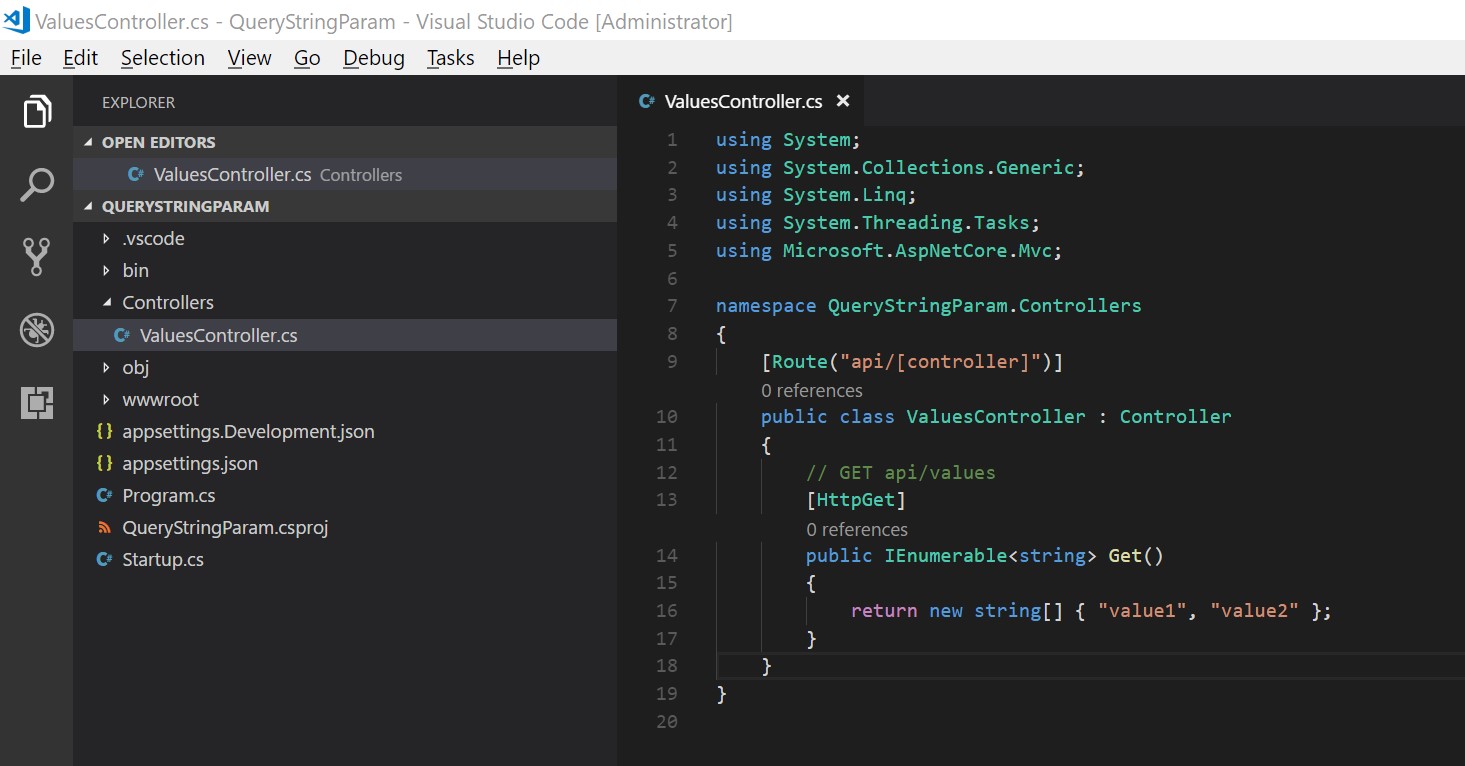 ValuesController.cs - QueryStringParam - Visual Studio Code [Administrator]
File Edit Selection View Go Debug Tasks Help
EXPLORER
OPEN EDITORS
ValuesController.cs Controllers
QUERYSTRINGPARAM
.vscode
bin
Controllers
ValuesController.cs
obj
wwwroot
{} appsettings.Development.json
{} appsettings.json
C# Program.cs
QueryStringParam.csproj
C# Startup.cs
C# ValuesController.cs ×
1 using System;
2 using System.Collections.Generic;
3 using System.Linq;
4 using System.Threading.Tasks;
5 using Microsoft.AspNetCore.Mvc;
6
7 namespace QueryStringParam.Controllers
8 {
9 [Route("api/[controller]")]
0 references
10 public class ValuesController : Controller
11 {
12 // GET api/values
13 [HttpGet]
0 references
14 public IEnumerable<string> Get()
15 {
16 return new string[] { "value1", "value2" };
17 }
18 }
19 }
20